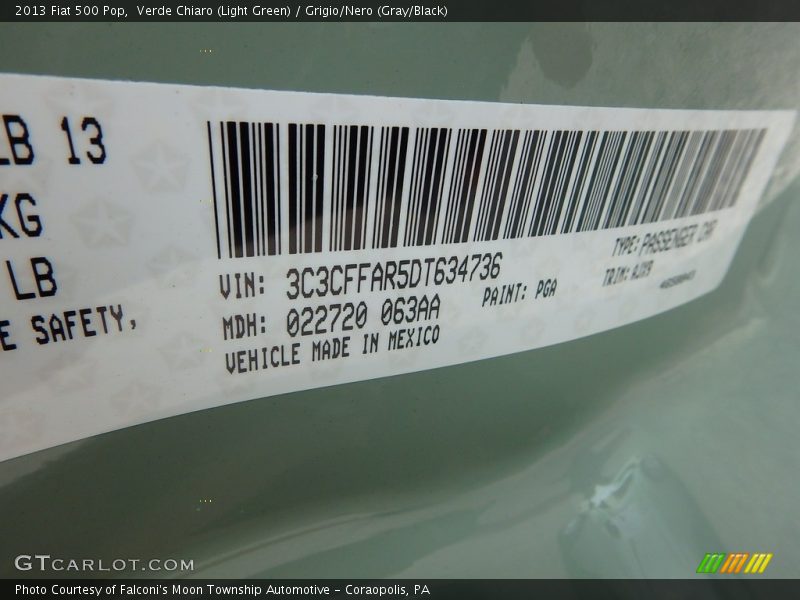 2013 Fiat 500 Pop, Verde Chiaro (Light Green) / Grigio/Nero (Gray/Black)
LB 13
KG
LB
E SAFETY,
VIN: 3C3CFFAR5DT634736
TYPE: PASSENGER CAR
MDH: 022720 063AA
PAINT: PGA
TRIM: AJX9
VEHICLE MADE IN MEXICO
GTCARLOT.COM
Photo Courtesy of Falconi's Moon Township Automotive – Coraopolis, PA